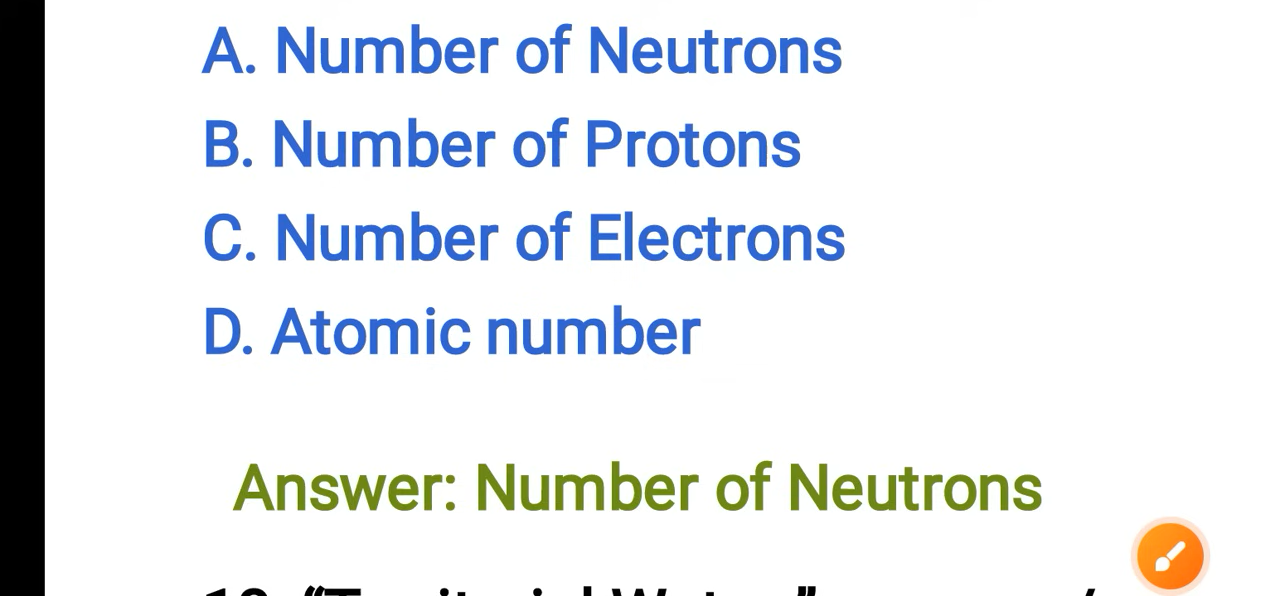 A. Number of Neutrons
B. Number of Protons
C. Number of Electrons
D. Atomic number
Answer: Number of Neutrons